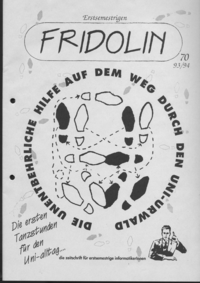 Erstsemestrigen
FRIDOLIN
70
93/94
DIE UNENTBEHRLICHE HILFE AUF DEM WEG DURCH DEN UNI-URWALD
Die ersten
Tanzstunden
für den
Uni-alltag...
die zeitschrift für erstsemestrige informatikerinnen